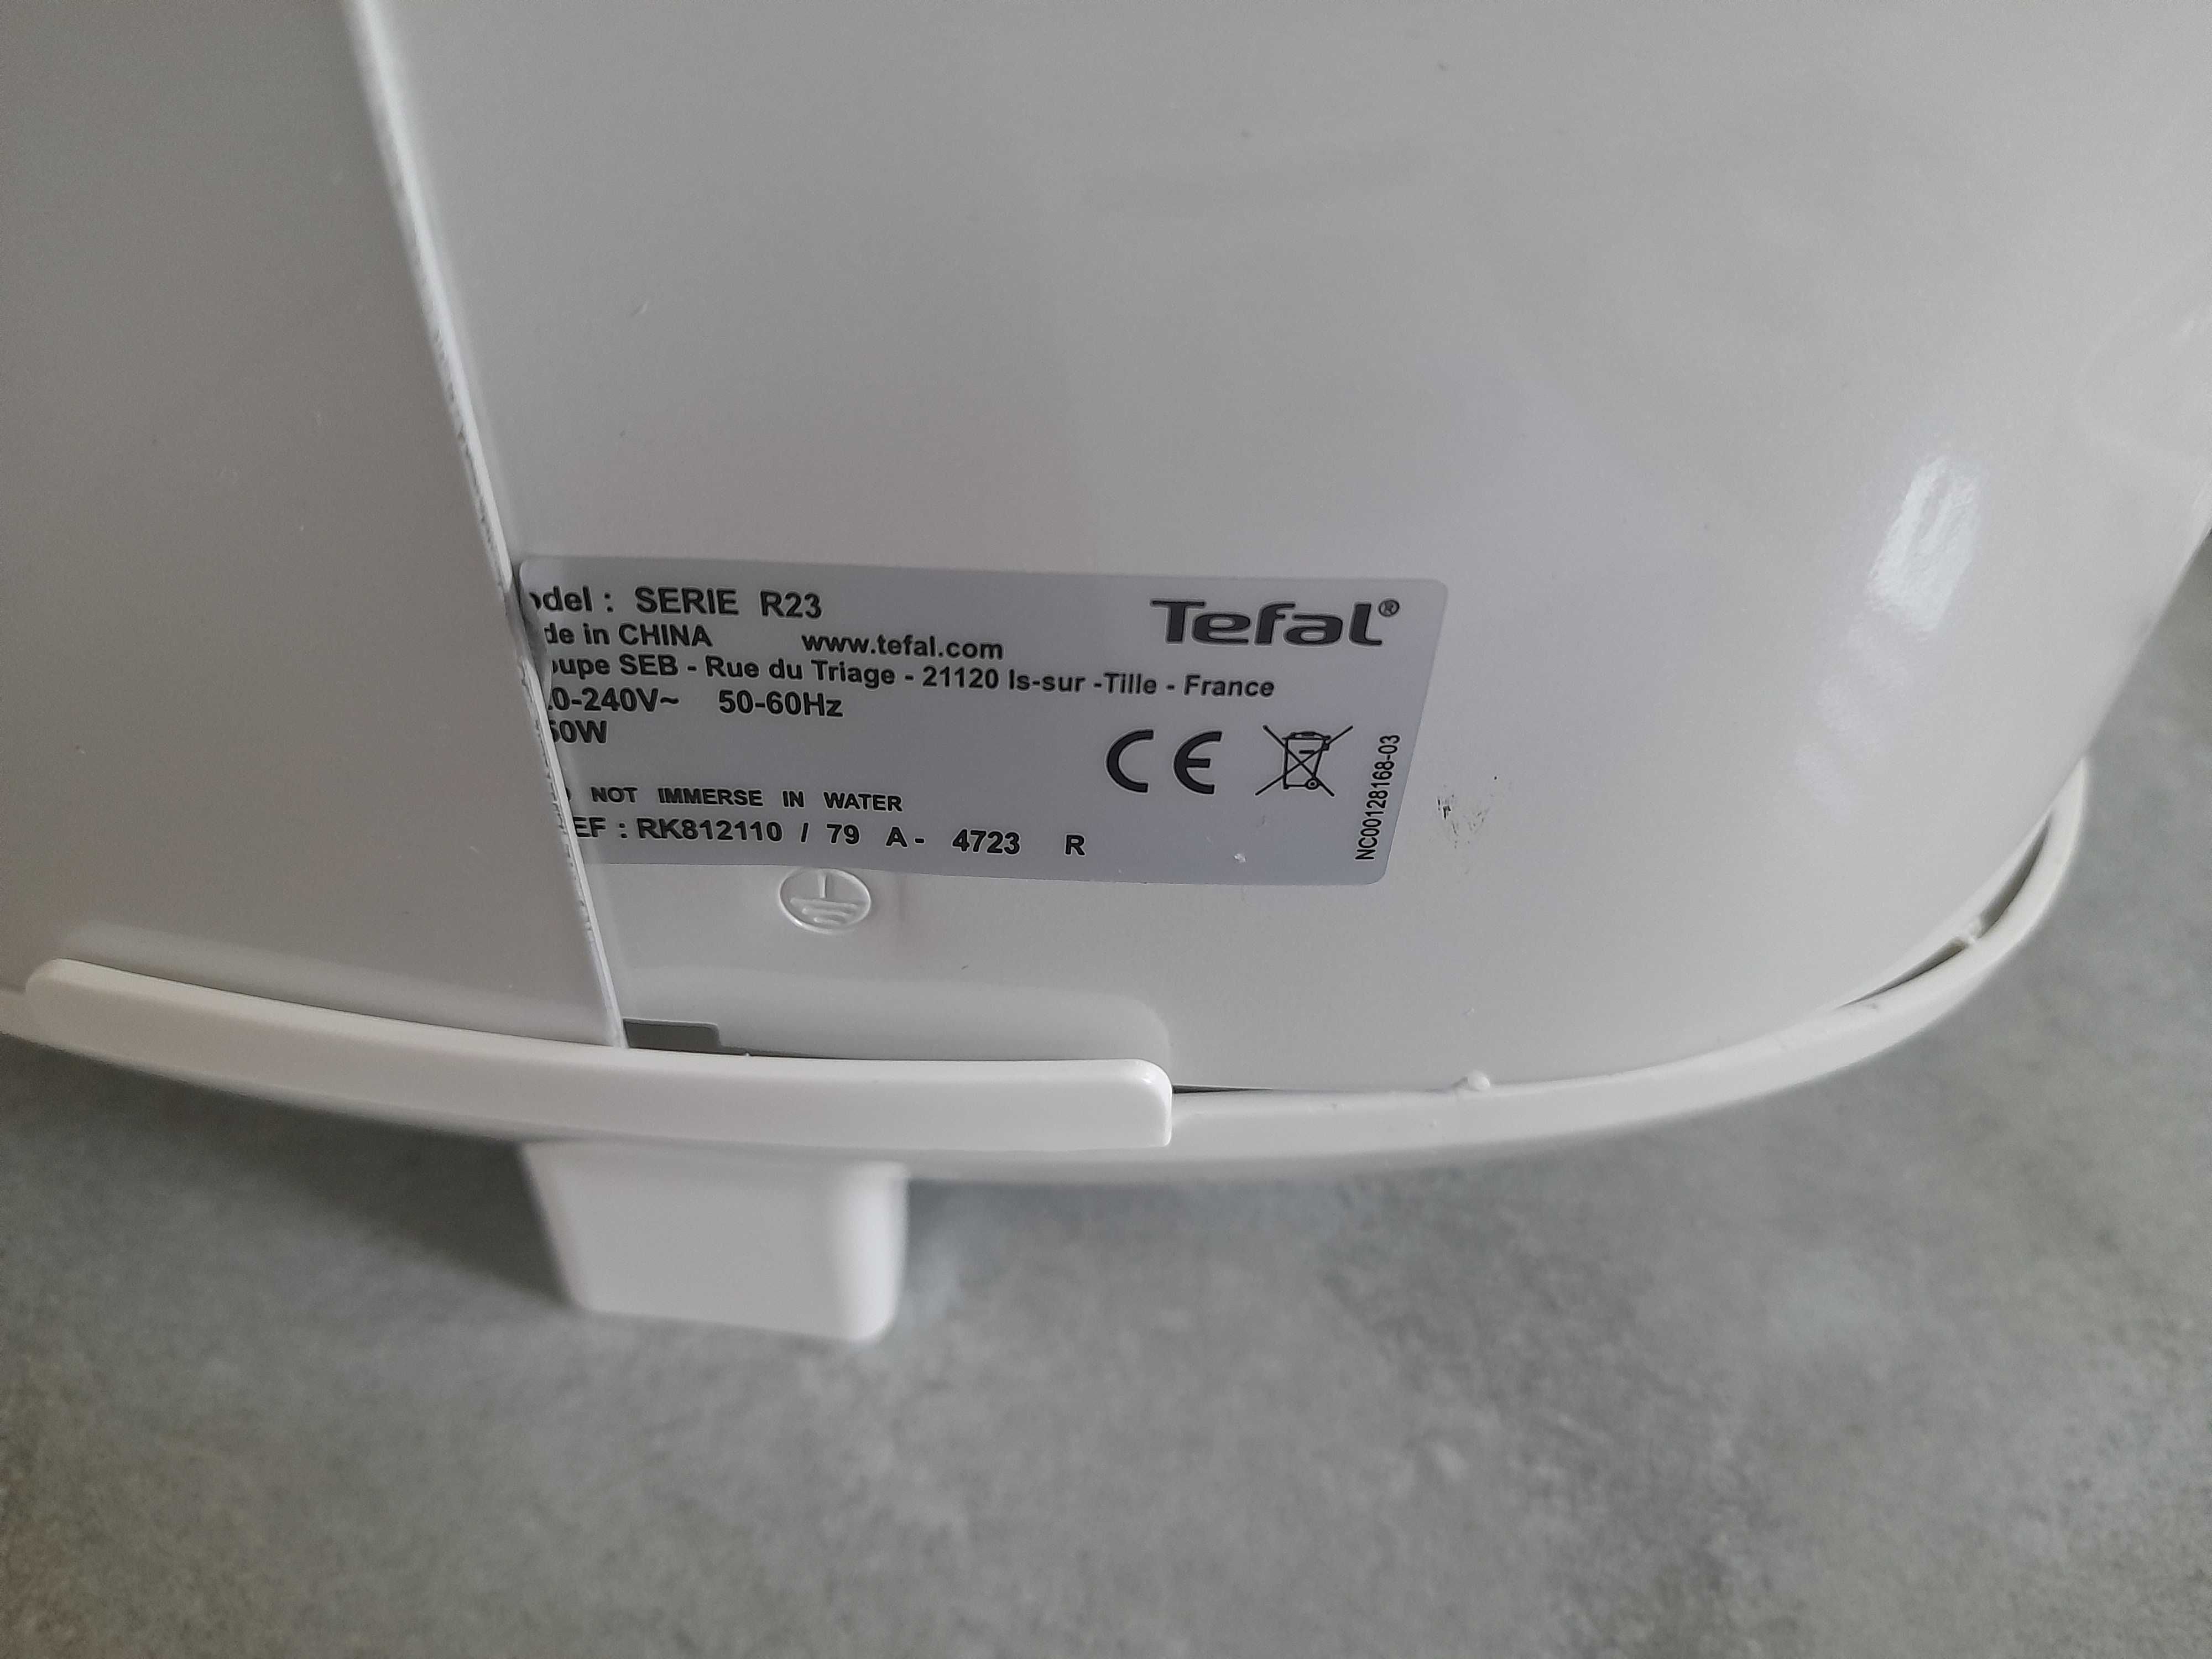 odel : SERIE R23
Tefal®
de in CHINA www.tefal.com
oupe SEB - Rue du Triage - 21120 Is-sur -Tille - France
0-240V~ 50-60Hz
50W
CE
NOT IMMERSE IN WATER
EF : RK812110 / 79 A - 4723 R
NC00128168-03